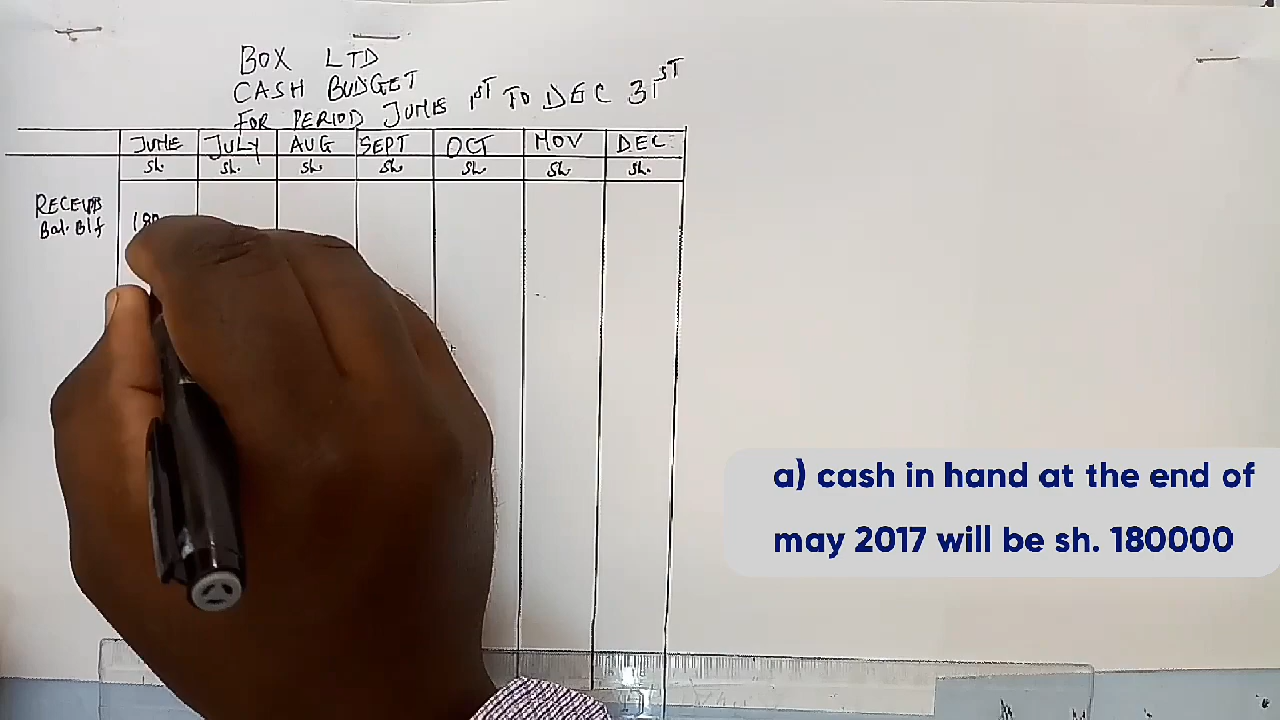 BOX LTD
CASH BUDGET
FOR PERIOD JUNE 1ST TO DEC 31ST
JUNE JULY AUG SEPT OCT NOV DEC
sh. sh. sh. sh. sh. sh. sh.
RECEIPTS
Bal. B/f 180
a) cash in hand at the end of
may 2017 will be sh. 180000